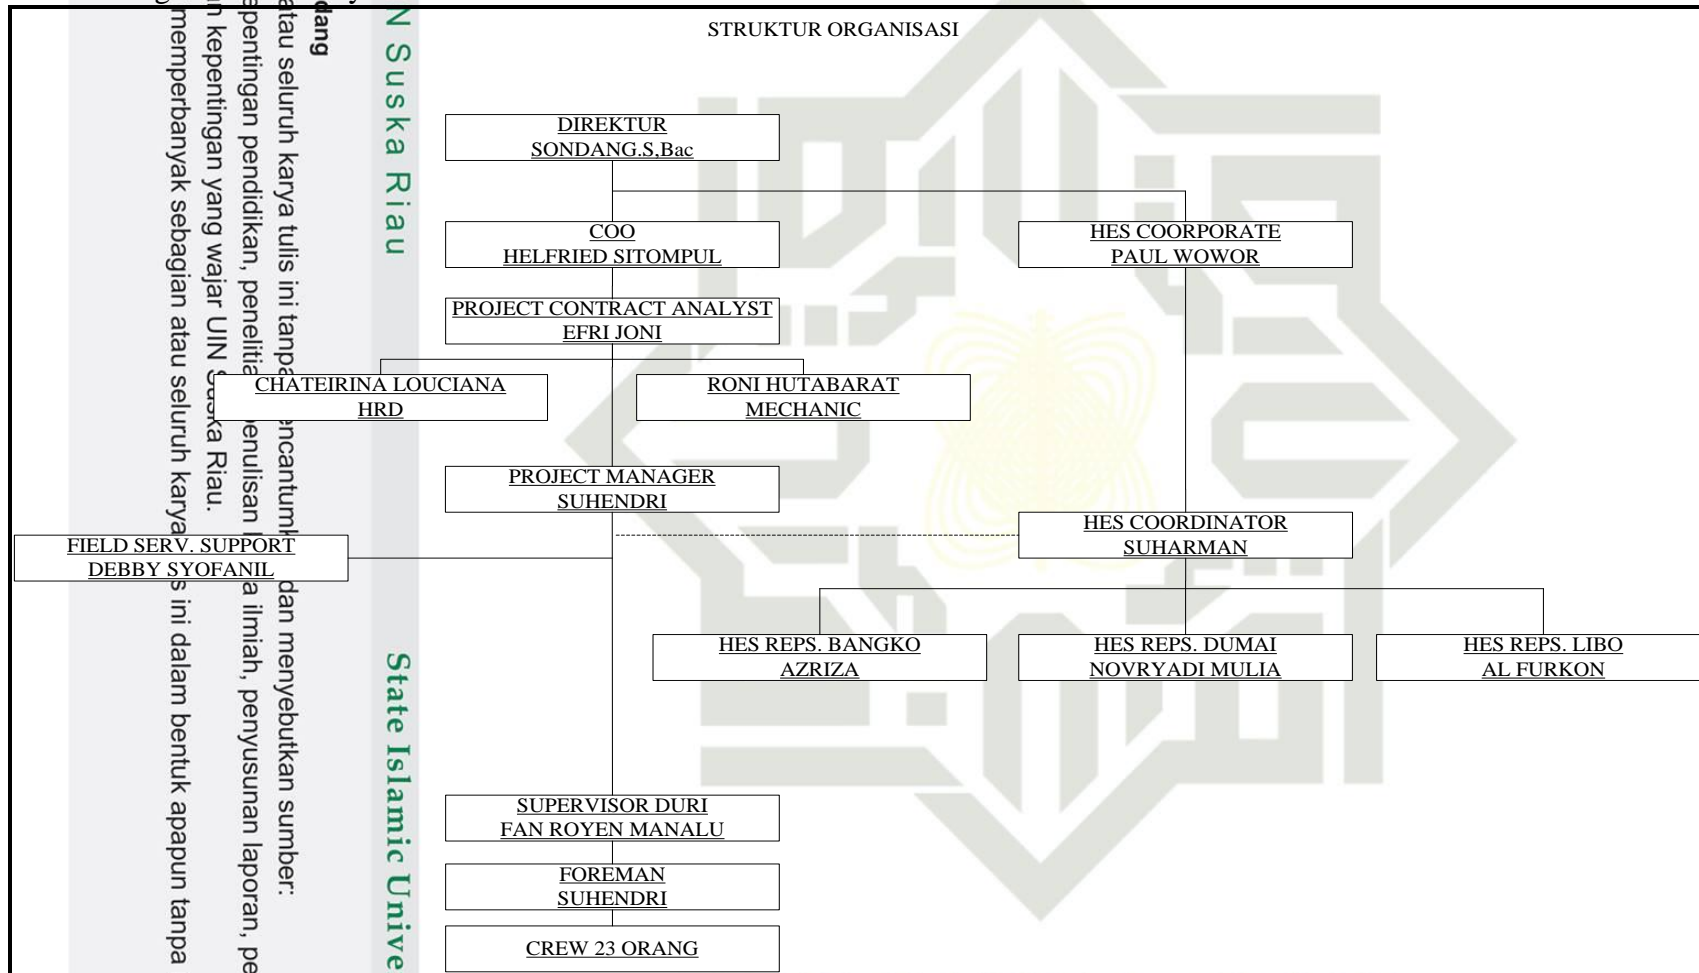 STRUKTUR ORGANISASI
DIREKTUR
SONDANG.S,Bac
COO
HELFRIED SITOMPUL
HES COORPORATE
PAUL WOWOR
PROJECT CONTRACT ANALYST
EFRI JONI
CHATEIRINA LOUCIANA
HRD
RONI HUTABARAT
MECHANIC
PROJECT MANAGER
SUHENDRI
HES COORDINATOR
SUHARMAN
FIELD SERV. SUPPORT
DEBBY SYOFANIL
HES REPS. BANGKO
AZRIZA
HES REPS. DUMAI
NOVRYADI MULIA
HES REPS. LIBO
AL FURKON
SUPERVISOR DURI
FAN ROYEN MANALU
FOREMAN
SUHENDRI
CREW 23 ORANG
N Suska Riau
State Islamic Unive
dang
atau seluruh karya tulis ini tanpa dan menyebutkan sumber:
epentingan pendidikan, ilmiah, penyusunan laporan, pe
kepentingan yang wajar UIN Riau.
memperbanyak sebagian atau seluruh karya ini dalam bentuk apapun tanpa